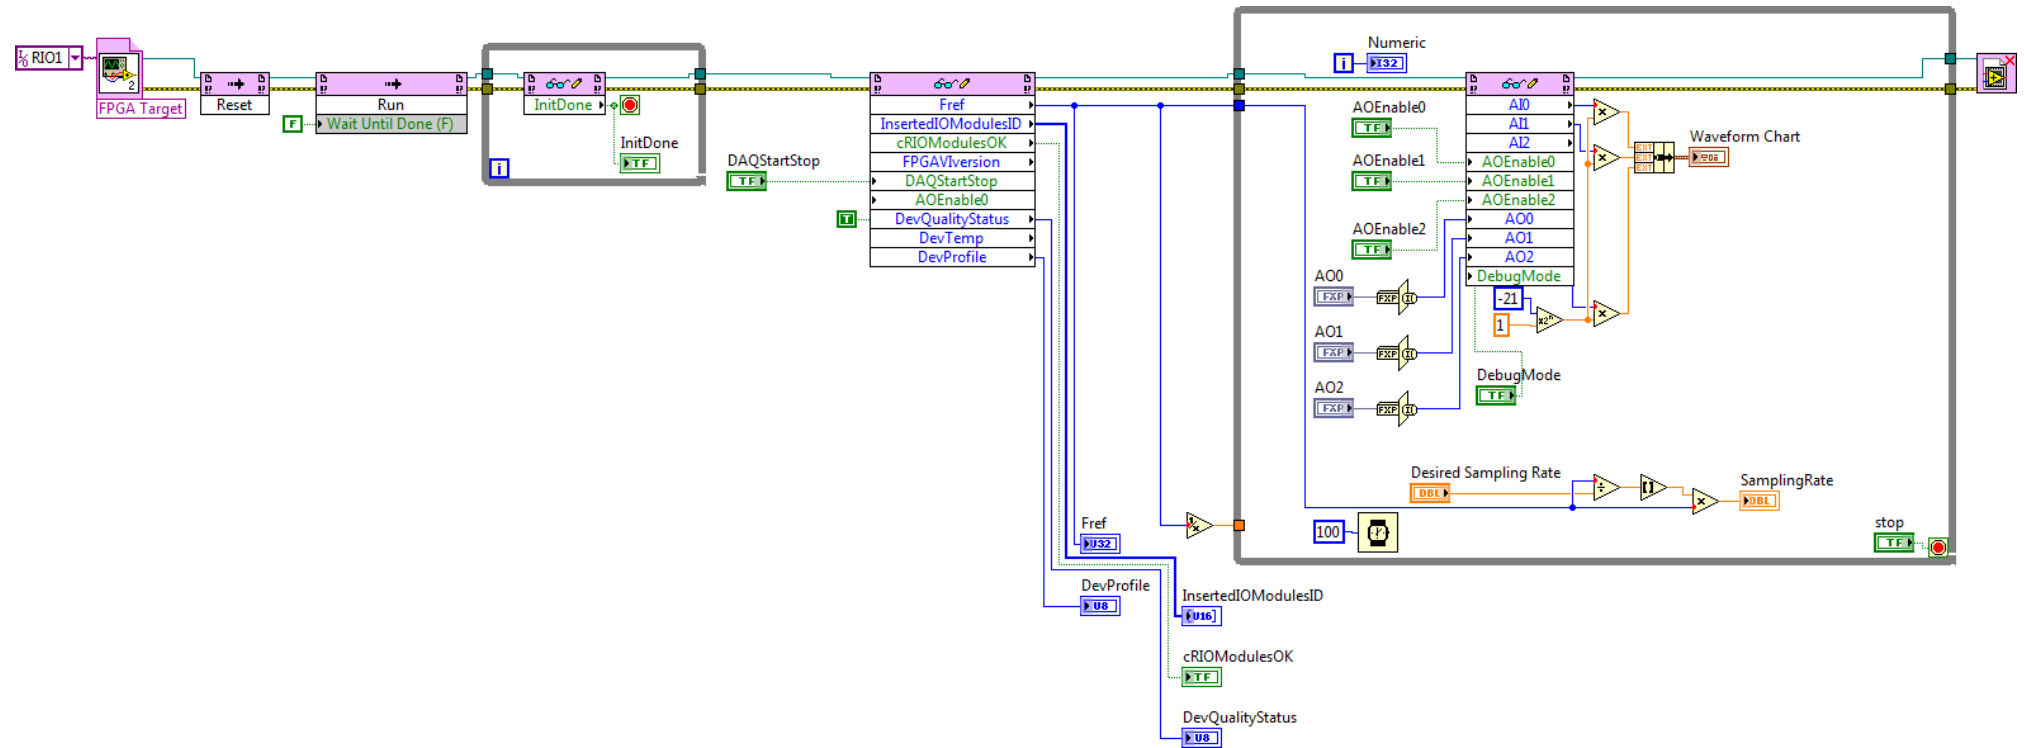 RIO1
2
FPGA Target
Reset
Run
F
Wait Until Done (F)
InitDone
InitDone
TF
i
DAQStartStop
TF
T
Fref
InsertedIOModulesID
cRIOModulesOK
FPGAVIversion
DAQStartStop
AOEnable0
DevQualityStatus
DevTemp
DevProfile
Numeric
i
I32
AOEnable0
TF
AOEnable1
TF
AOEnable2
TF
AI0
AI1
AI2
AOEnable0
AOEnable1
AOEnable2
AO0
AO1
AO2
DebugMode
AO0
FXP
FXP
AO1
FXP
FXP
AO2
FXP
FXP
-21
1
x2ⁿ
DebugMode
TF
Waveform Chart
Desired Sampling Rate
DBL
SamplingRate
DBL
100
stop
TF
Fref
U32
DevProfile
U8
InsertedIOModulesID
U16]
cRIOModulesOK
TF
DevQualityStatus
U8